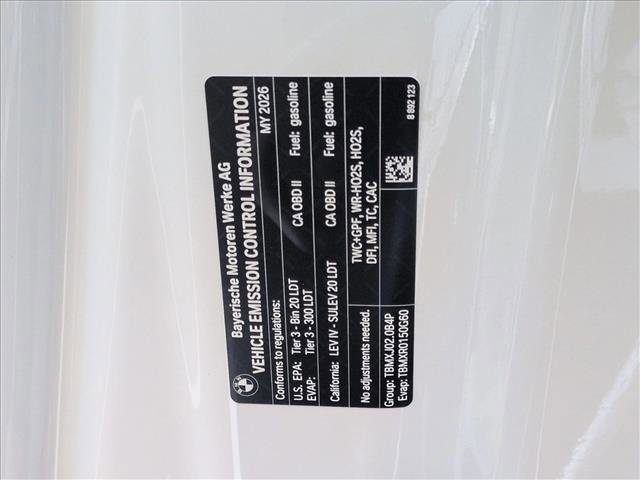 Bayerische Motoren Werke AG
VEHICLE EMISSION CONTROL INFORMATION
Conforms to regulations: MY 2026
U.S. EPA: Tier 3 - Bin 20 LDT CA OBD II Fuel: gasoline
EVAP: Tier 3 - 300 LDT
California: LEV IV - SULEV 20 LDT CA OBD II Fuel: gasoline
No adjustments needed. TWC+GPF, WR-HO2S, HO2S,
Group: TBMXJ02.0B4P DFI, MFI, TC, CAC
Evap: TBMXR0150G60
8 892 123